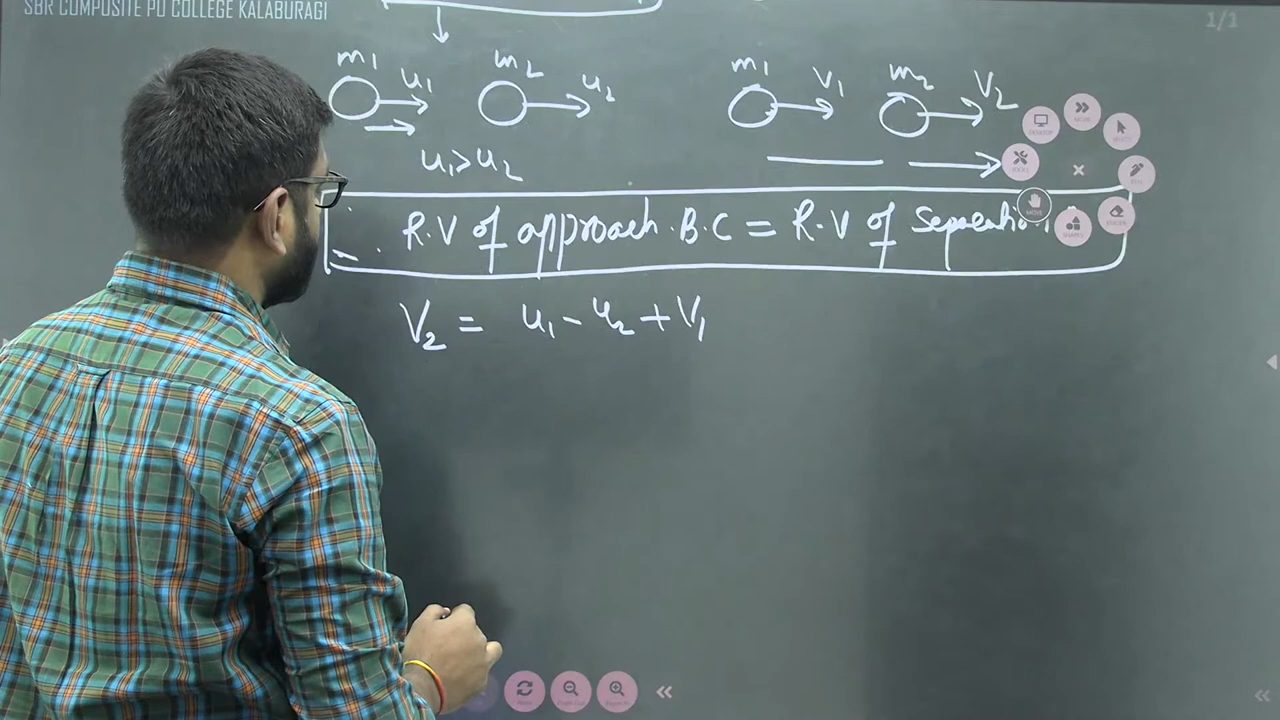 SBR COMPOSITE PU COLLEGE KALABURAGI
1/1
m1 u1 m2 u2 m1 v1 m2 v2
u1>u2
R.V of approach B.C = R.V of Separation
V2 = u1 - u2 + V1